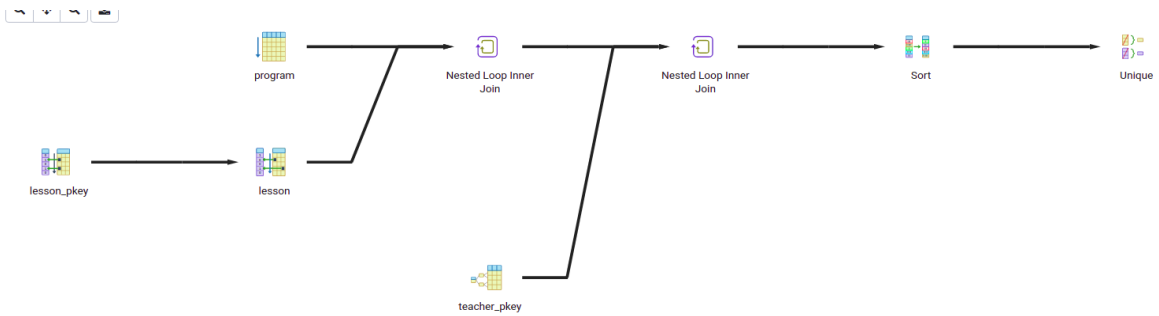 program
Nested Loop Inner
Join
Nested Loop Inner
Join
Sort
Unique
lesson_pkey
lesson
teacher_pkey